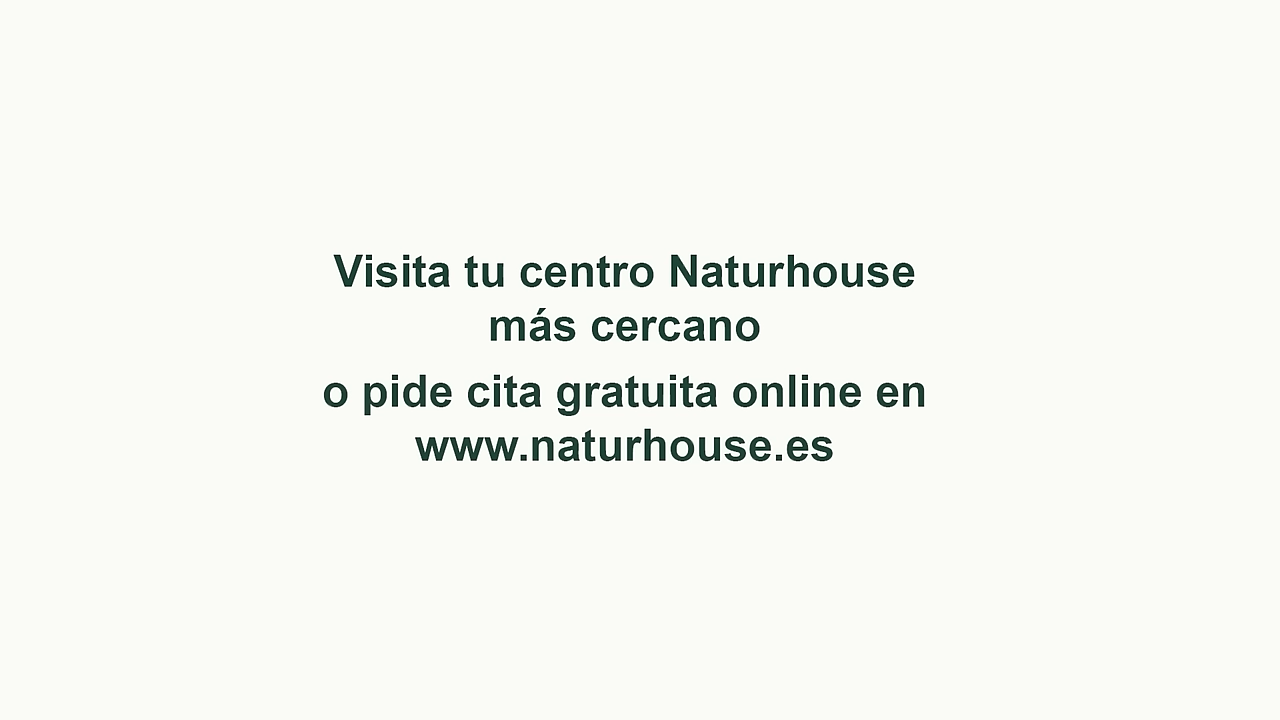 Visita tu centro Naturhouse
más cercano
o pide cita gratuita online en
www.naturhouse.es